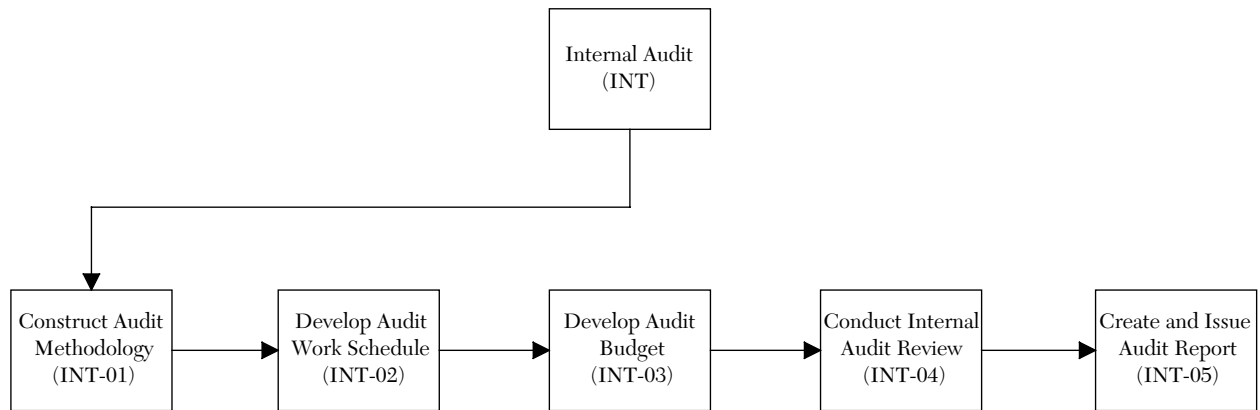 Internal Audit
(INT)
Construct Audit
Methodology
(INT-01)
Develop Audit
Work Schedule
(INT-02)
Develop Audit
Budget
(INT-03)
Conduct Internal
Audit Review
(INT-04)
Create and Issue
Audit Report
(INT-05)